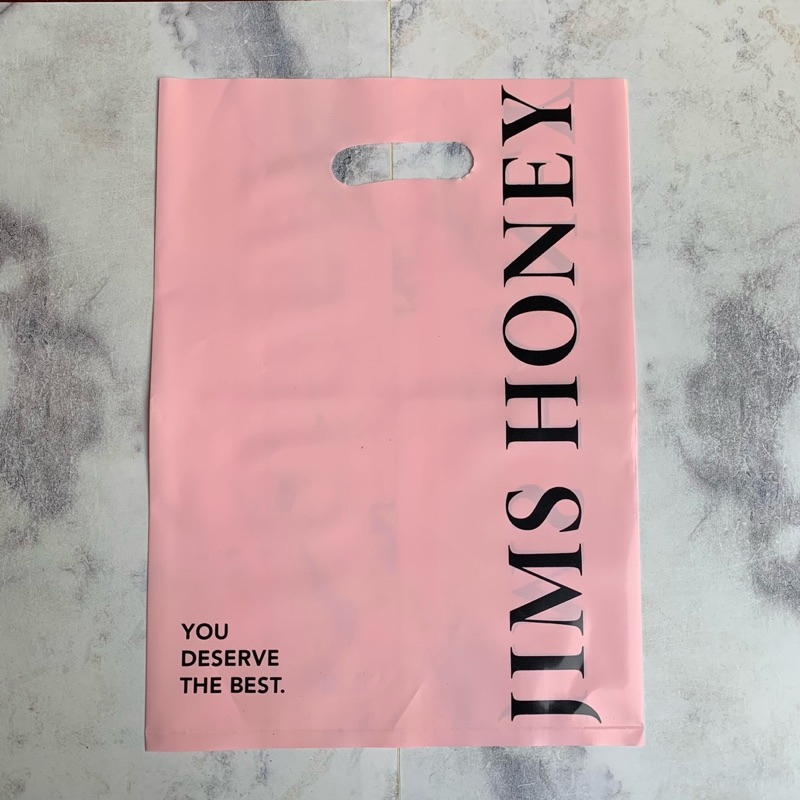 JIMS HONEY
YOU
DESERVE
THE BEST.